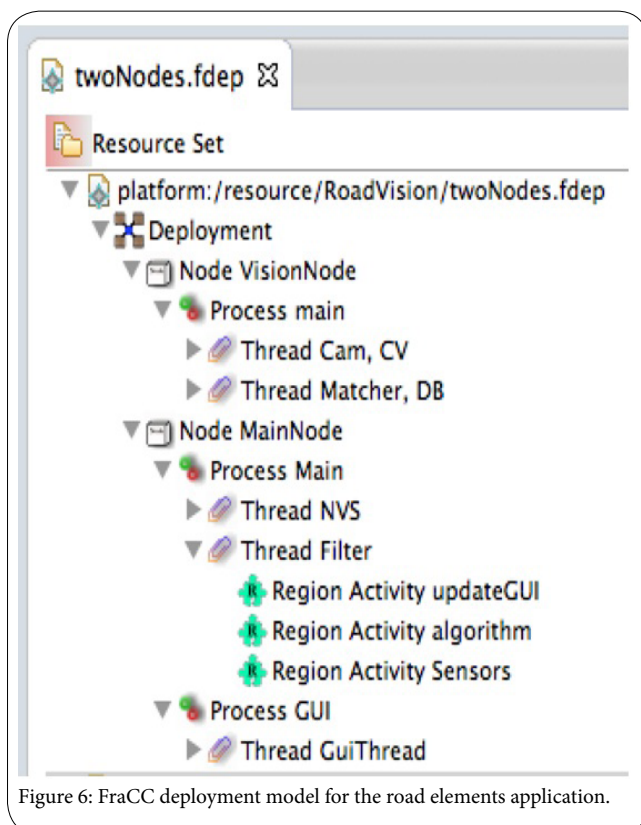 twoNodes.fdep
Resource Set
platform:/resource/RoadVision/twoNodes.fdep
Deployment
Node VisionNode
Process main
Thread Cam, CV
Thread Matcher, DB
Node MainNode
Process Main
Thread NVS
Thread Filter
Region Activity updateGUI
Region Activity algorithm
Region Activity Sensors
Process GUI
Thread GuiThread
Figure 6: FraCC deployment model for the road elements application.